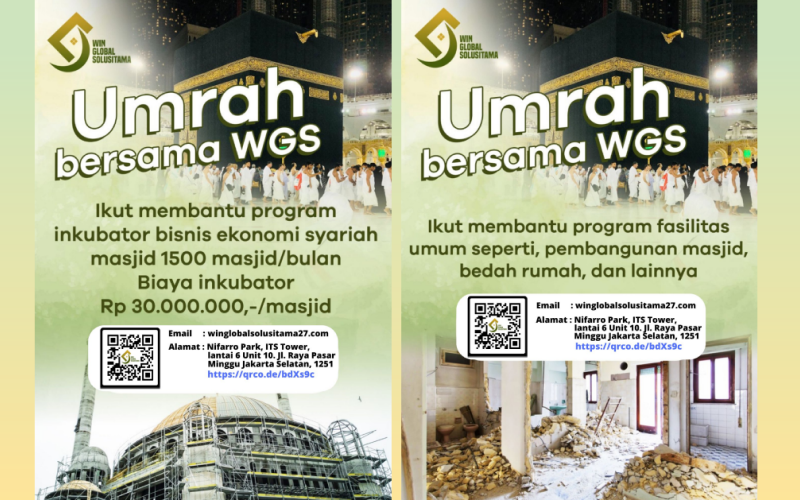 WIN
GLOBAL
SOLUSITAMA
Umrah
bersama WGS
Ikut membantu program
inkubator bisnis ekonomi syariah
masjid 1500 masjid/bulan
Biaya inkubator
Rp 30.000.000,-/masjid
Email : winglobalsolusitama27.com
Alamat : Nifarro Park, ITS Tower,
lantai 6 Unit 10. Jl. Raya Pasar
Minggu Jakarta Selatan, 1251
https://qrco.de/bdXs9c
WIN
GLOBAL
SOLUSITAMA
Umrah
bersama WGS
Ikut membantu program fasilitas
umum seperti, pembangunan masjid,
bedah rumah, dan lainnya
Email : winglobalsolusitama27.com
Alamat : Nifarro Park, ITS Tower,
lantai 6 Unit 10. Jl. Raya Pasar
Minggu Jakarta Selatan, 1251
https://qrco.de/bdXs9c